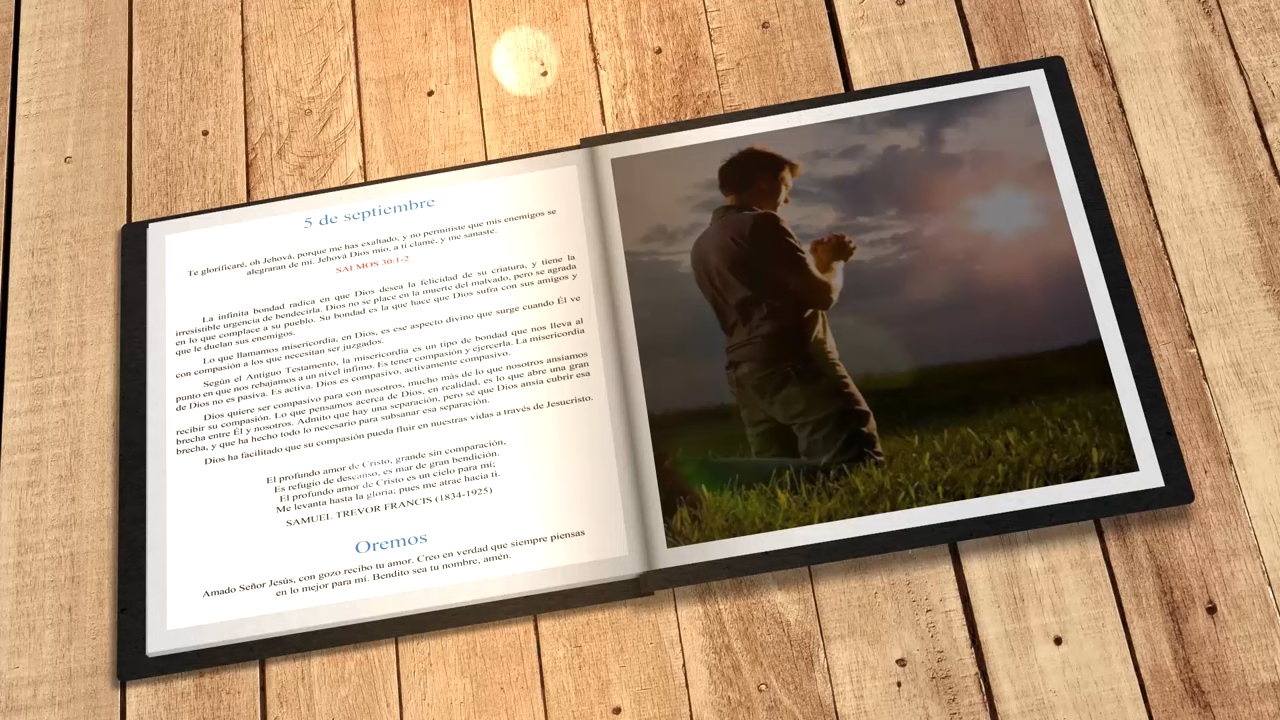 5 de septiembre
Te glorificaré, oh Jehová, porque me has exaltado, y no permitiste que mis enemigos se
alegraran de mí. Jehová Dios mío, a ti clamé, y me sanaste.
SALMOS 30:1-2
La infinita bondad radica en que Dios desea la felicidad de su criatura, y tiene la
irresistible urgencia de bendecirla. Dios no se place en la muerte del malvado, pero se agrada
en lo que complace a su pueblo. Su bondad es la que hace que Dios sufra con sus amigos y
que le duelan sus enemigos.
Lo que llamamos misericordia, en Dios, es ese aspecto divino que surge cuando Él ve
con compasión a los que necesitan ser juzgados.
Según el Antiguo Testamento, la misericordia es un tipo de bondad que nos lleva al
punto en que nos rebajamos a un nivel ínfimo. Es tener compasión y ejercerla. La misericordia
de Dios no es pasiva. Es activa. Dios es compasivo, activamente compasivo.
Dios quiere ser compasivo para con nosotros, mucho más de lo que nosotros ansiamos
recibir su compasión. Lo que pensamos acerca de Dios, en realidad, es lo que abre una gran
brecha entre Él y nosotros. Admito que hay una separación, pero sé que Dios ansía cubrir esa
brecha, y que ha hecho todo lo necesario para subsanar esa separación.
Dios ha facilitado que su compasión pueda fluir en nuestras vidas a través de Jesucristo.
El profundo amor de Cristo, grande sin comparación,
Es refugio de descanso, es mar de gran bendición.
El profundo amor de Cristo es un cielo para mí;
Me levanta hasta la gloria; pues me atrae hacia ti.
SAMUEL TREVOR FRANCIS (1834-1925)
Oremos
Amado Señor Jesús, con gozo recibo tu amor. Creo en verdad que siempre piensas
en lo mejor para mí. Bendito sea tu nombre, amén.